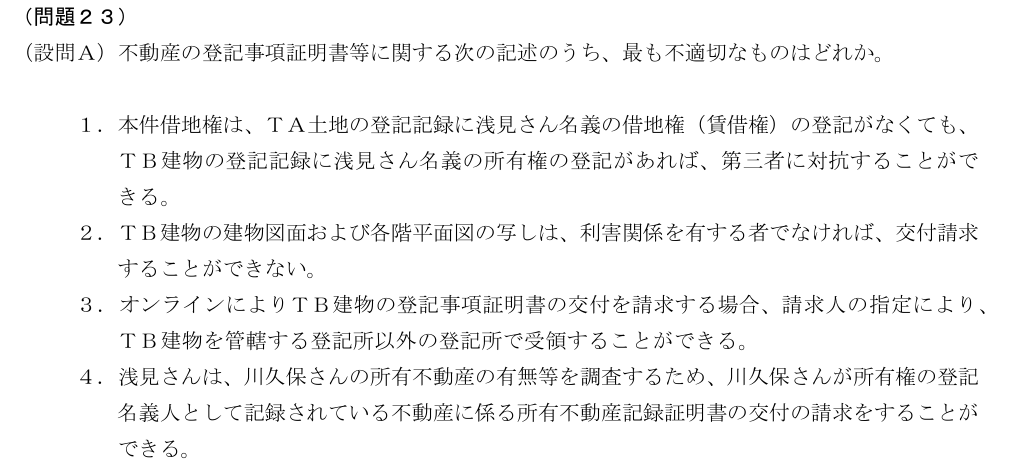 （問題２３）
（設問Ａ）不動産の登記事項証明書等に関する次の記述のうち、最も不適切なものはどれか。
１．本件借地権は、ＴＡ土地の登記記録に浅見さん名義の借地権（賃借権）の登記がなくても、
ＴＢ建物の登記記録に浅見さん名義の所有権の登記があれば、第三者に対抗することがで
きる。
２．ＴＢ建物の建物図面および各階平面図の写しは、利害関係を有する者でなければ、交付請求
することができない。
３．オンラインによりＴＢ建物の登記事項証明書の交付を請求する場合、請求人の指定により、
ＴＢ建物を管轄する登記所以外の登記所で受領することができる。
４．浅見さんは、川久保さんの所有不動産の有無等を調査するため、川久保さんが所有権の登記
名義人として記録されている不動産に係る所有不動産記録証明書の交付の請求をすることが
できる。